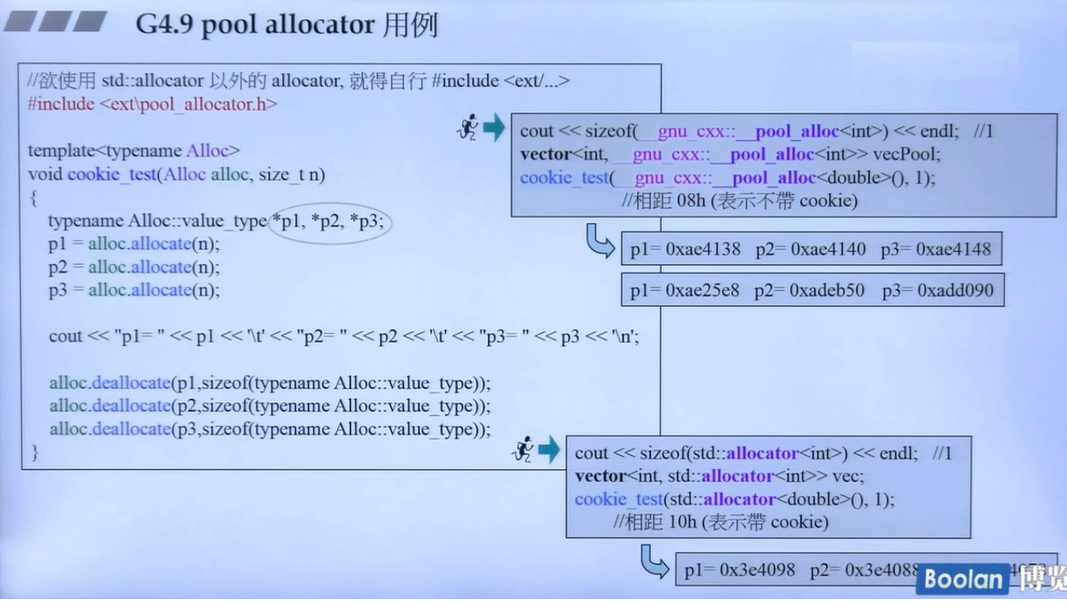 G4.9 pool allocator 用例
//欲使用 std::allocator 以外的 allocator, 就得自行 #include <ext/...>
#include <ext\pool_allocator.h>
template<typename Alloc>
void cookie_test(Alloc alloc, size_t n)
{
typename Alloc::value_type *p1, *p2, *p3;
p1 = alloc.allocate(n);
p2 = alloc.allocate(n);
p3 = alloc.allocate(n);
cout << "p1= " << p1 << '\t' << "p2= " << p2 << '\t' << "p3= " << p3 << '\n';
alloc.deallocate(p1,sizeof(typename Alloc::value_type));
alloc.deallocate(p2,sizeof(typename Alloc::value_type));
alloc.deallocate(p3,sizeof(typename Alloc::value_type));
}
cout << sizeof(__gnu_cxx::__pool_alloc<int>) << endl; //1
vector<int, __gnu_cxx::__pool_alloc<int>> vecPool;
cookie_test(__gnu_cxx::__pool_alloc<double>(), 1);
//相距 08h (表示不帶 cookie)
p1= 0xae4138 p2= 0xae4140 p3= 0xae4148
p1= 0xae25e8 p2= 0xadeb50 p3= 0xadd090
cout << sizeof(std::allocator<int>) << endl; //1
vector<int, std::allocator<int>> vec;
cookie_test(std::allocator<double>(), 1);
//相距 10h (表示帶 cookie)
p1= 0x3e4098 p2= 0x3e4088
Boolan 博览